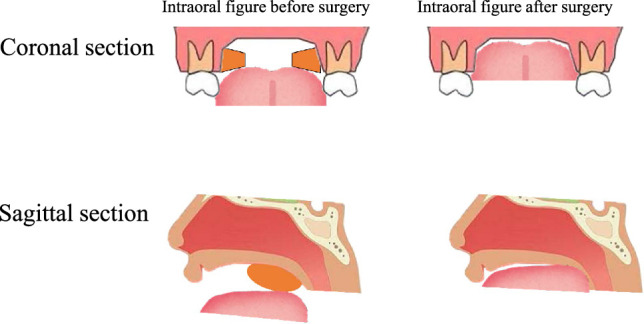 Intraoral figure before surgery
Intraoral figure after surgery
Coronal section
Sagittal section